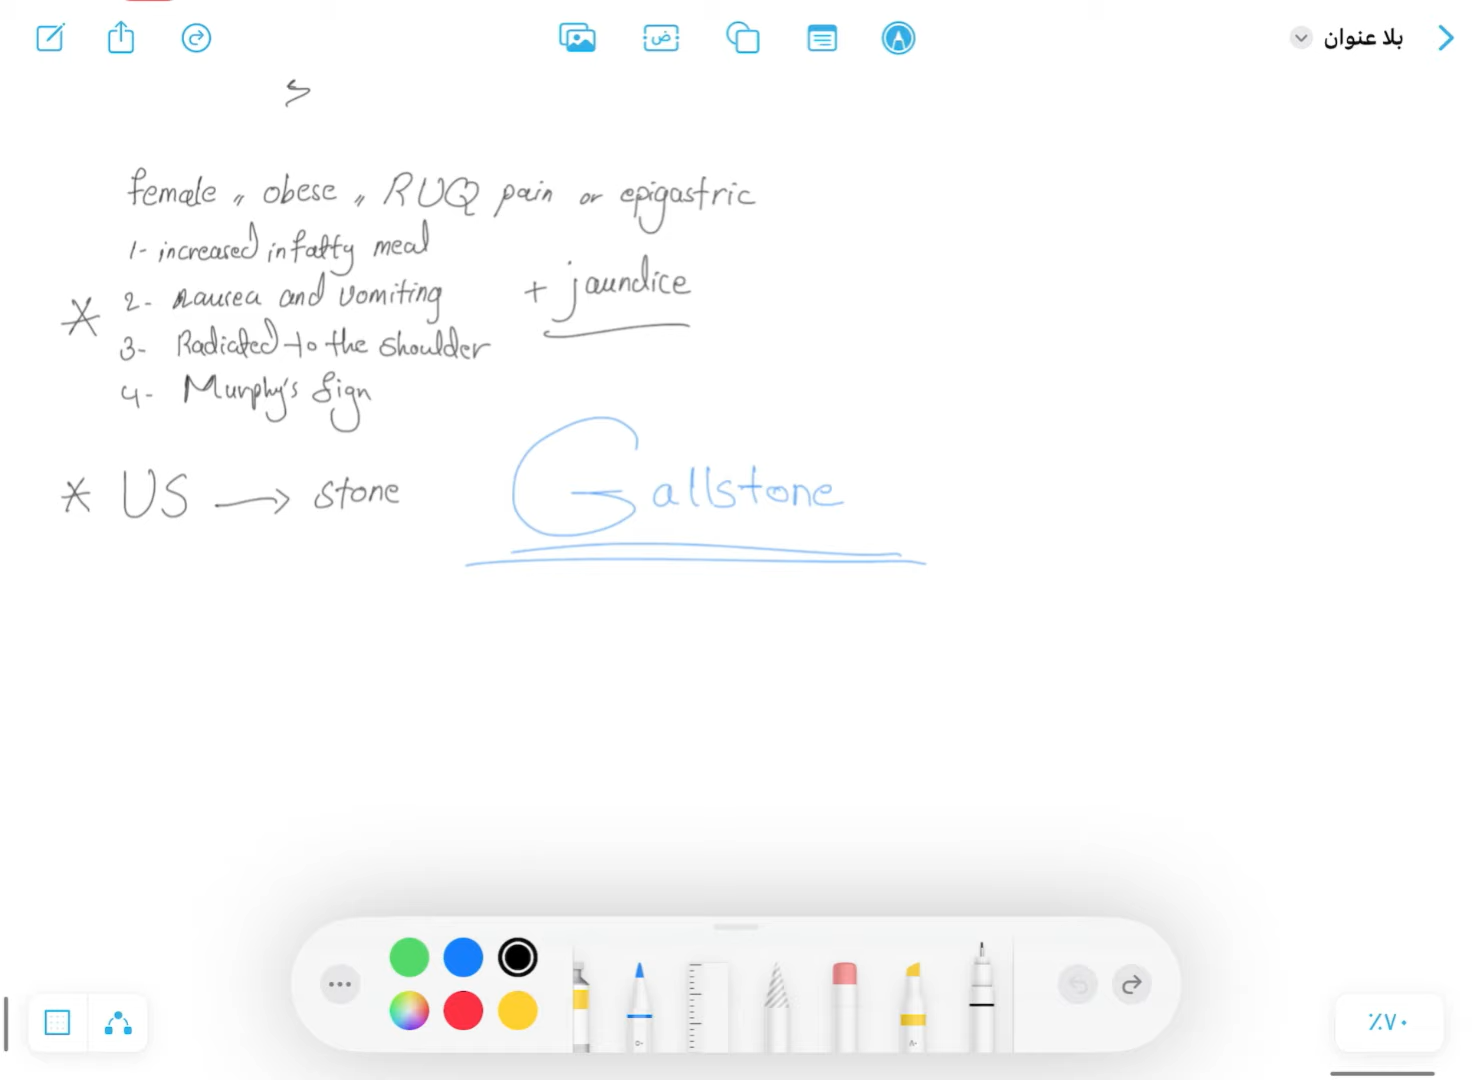 بلا عنوان
ض
female ,, obese ,, RUQ pain or epigastric
1- increased in fatty meal
2- nausea and vomiting
+ jaundice
3- Radiated to the shoulder
4- Murphy's sign
* US → stone
Gallstone
٪٧٠